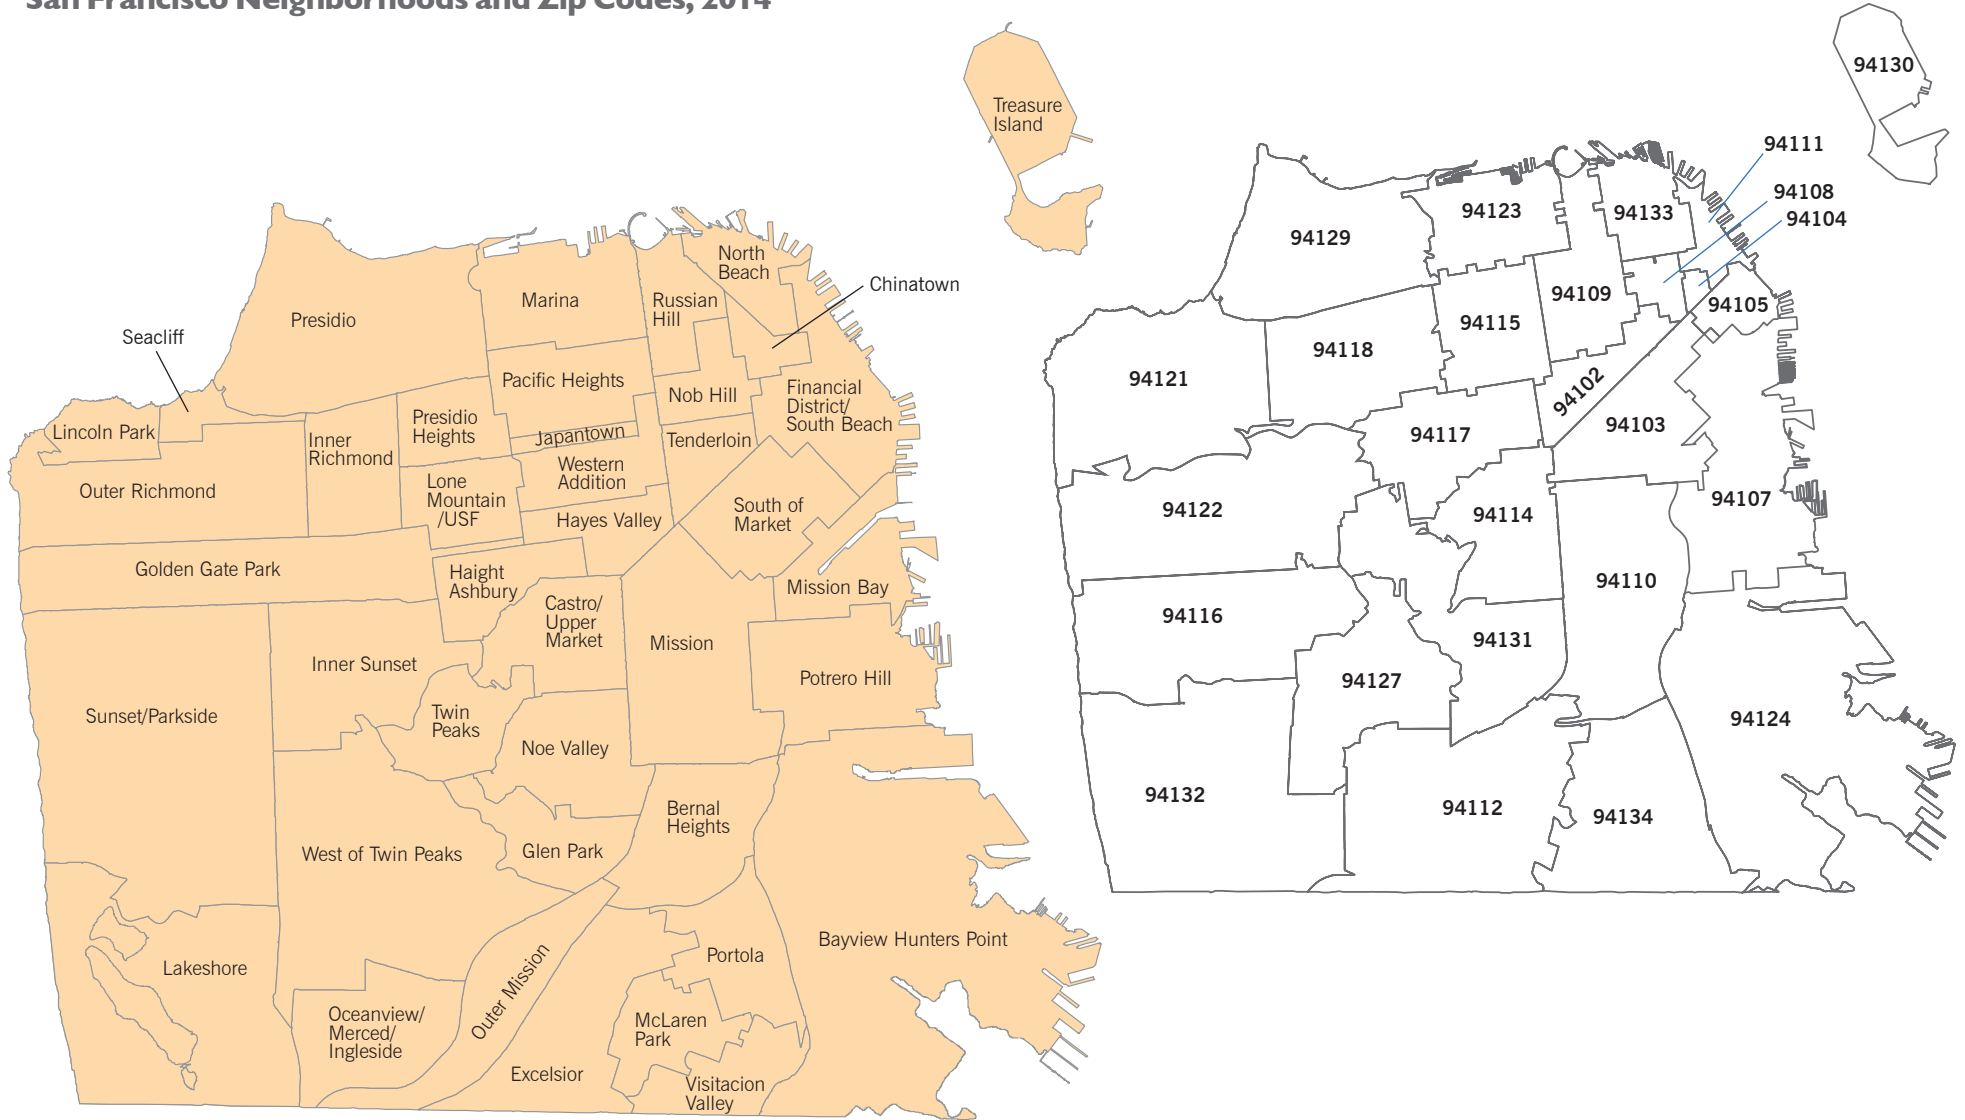 San Francisco Neighborhoods and Zip Codes, 2014
Treasure
Island
North
Beach
Chinatown
Marina
Russian
Hill
Presidio
Seacliff
Pacific Heights
Nob Hill
Financial
District/
South Beach
Lincoln Park
Inner
Richmond
Presidio
Heights
Japantown
Tenderloin
Outer Richmond
Lone
Mountain
/USF
Western
Addition
Hayes Valley
South of
Market
Golden Gate Park
Haight
Ashbury
Castro/
Upper
Market
Mission Bay
Inner Sunset
Mission
Potrero Hill
Sunset/Parkside
Twin
Peaks
Noe Valley
Bernal
Heights
West of Twin Peaks
Glen Park
Lakeshore
Outer Mission
Portola
Bayview Hunters Point
Oceanview/
Merced/
Ingleside
McLaren
Park
Excelsior
Visitacion
Valley
94130
94111
94108
94104
94123
94133
94129
94109
94105
94115
94118
94121
94102
94103
94117
94107
94122
94114
94110
94116
94131
94127
94124
94132
94112
94134